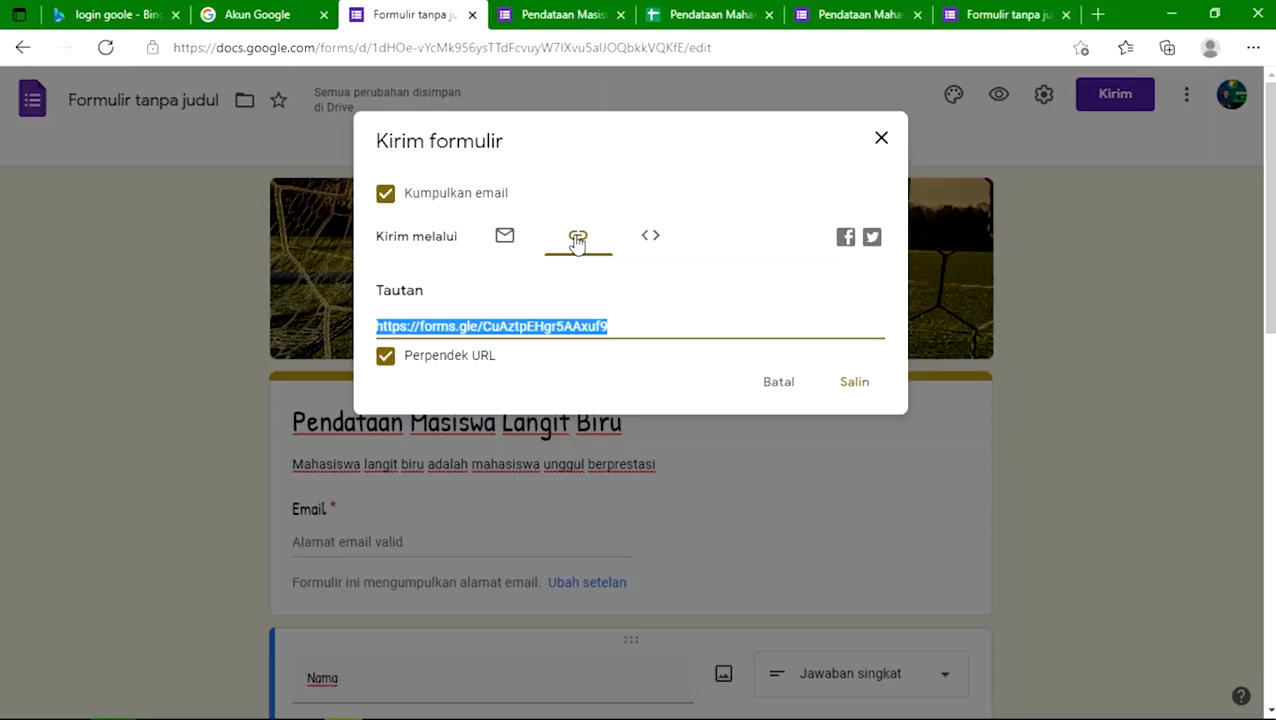 login goole - Bin
Akun Google
Formulir tanpa ju
Pendataan Masis
Pendataan Maha
Pendataan Maha
Formulir tanpa ju
https://docs.google.com/forms/d/1dHOe-vYcMk956ysTTdFcvuyW7lXvu5alJOQbkkVQKfE/edit
Formulir tanpa judul
Semua perubahan disimpan
di Drive
Kirim
Kirim formulir
Kumpulkan email
Kirim melalui
Tautan
https://forms.gle/CuAztpEHgr5AAxuf9
Perpendek URL
Batal
Salin
Pendataan Masiswa Langit Biru
Mahasiswa langit biru adalah mahasiswa unggul berprestasi
Email *
Alamat email valid
Formulir ini mengumpulkan alamat email. Ubah setelan
Nama
Jawaban singkat